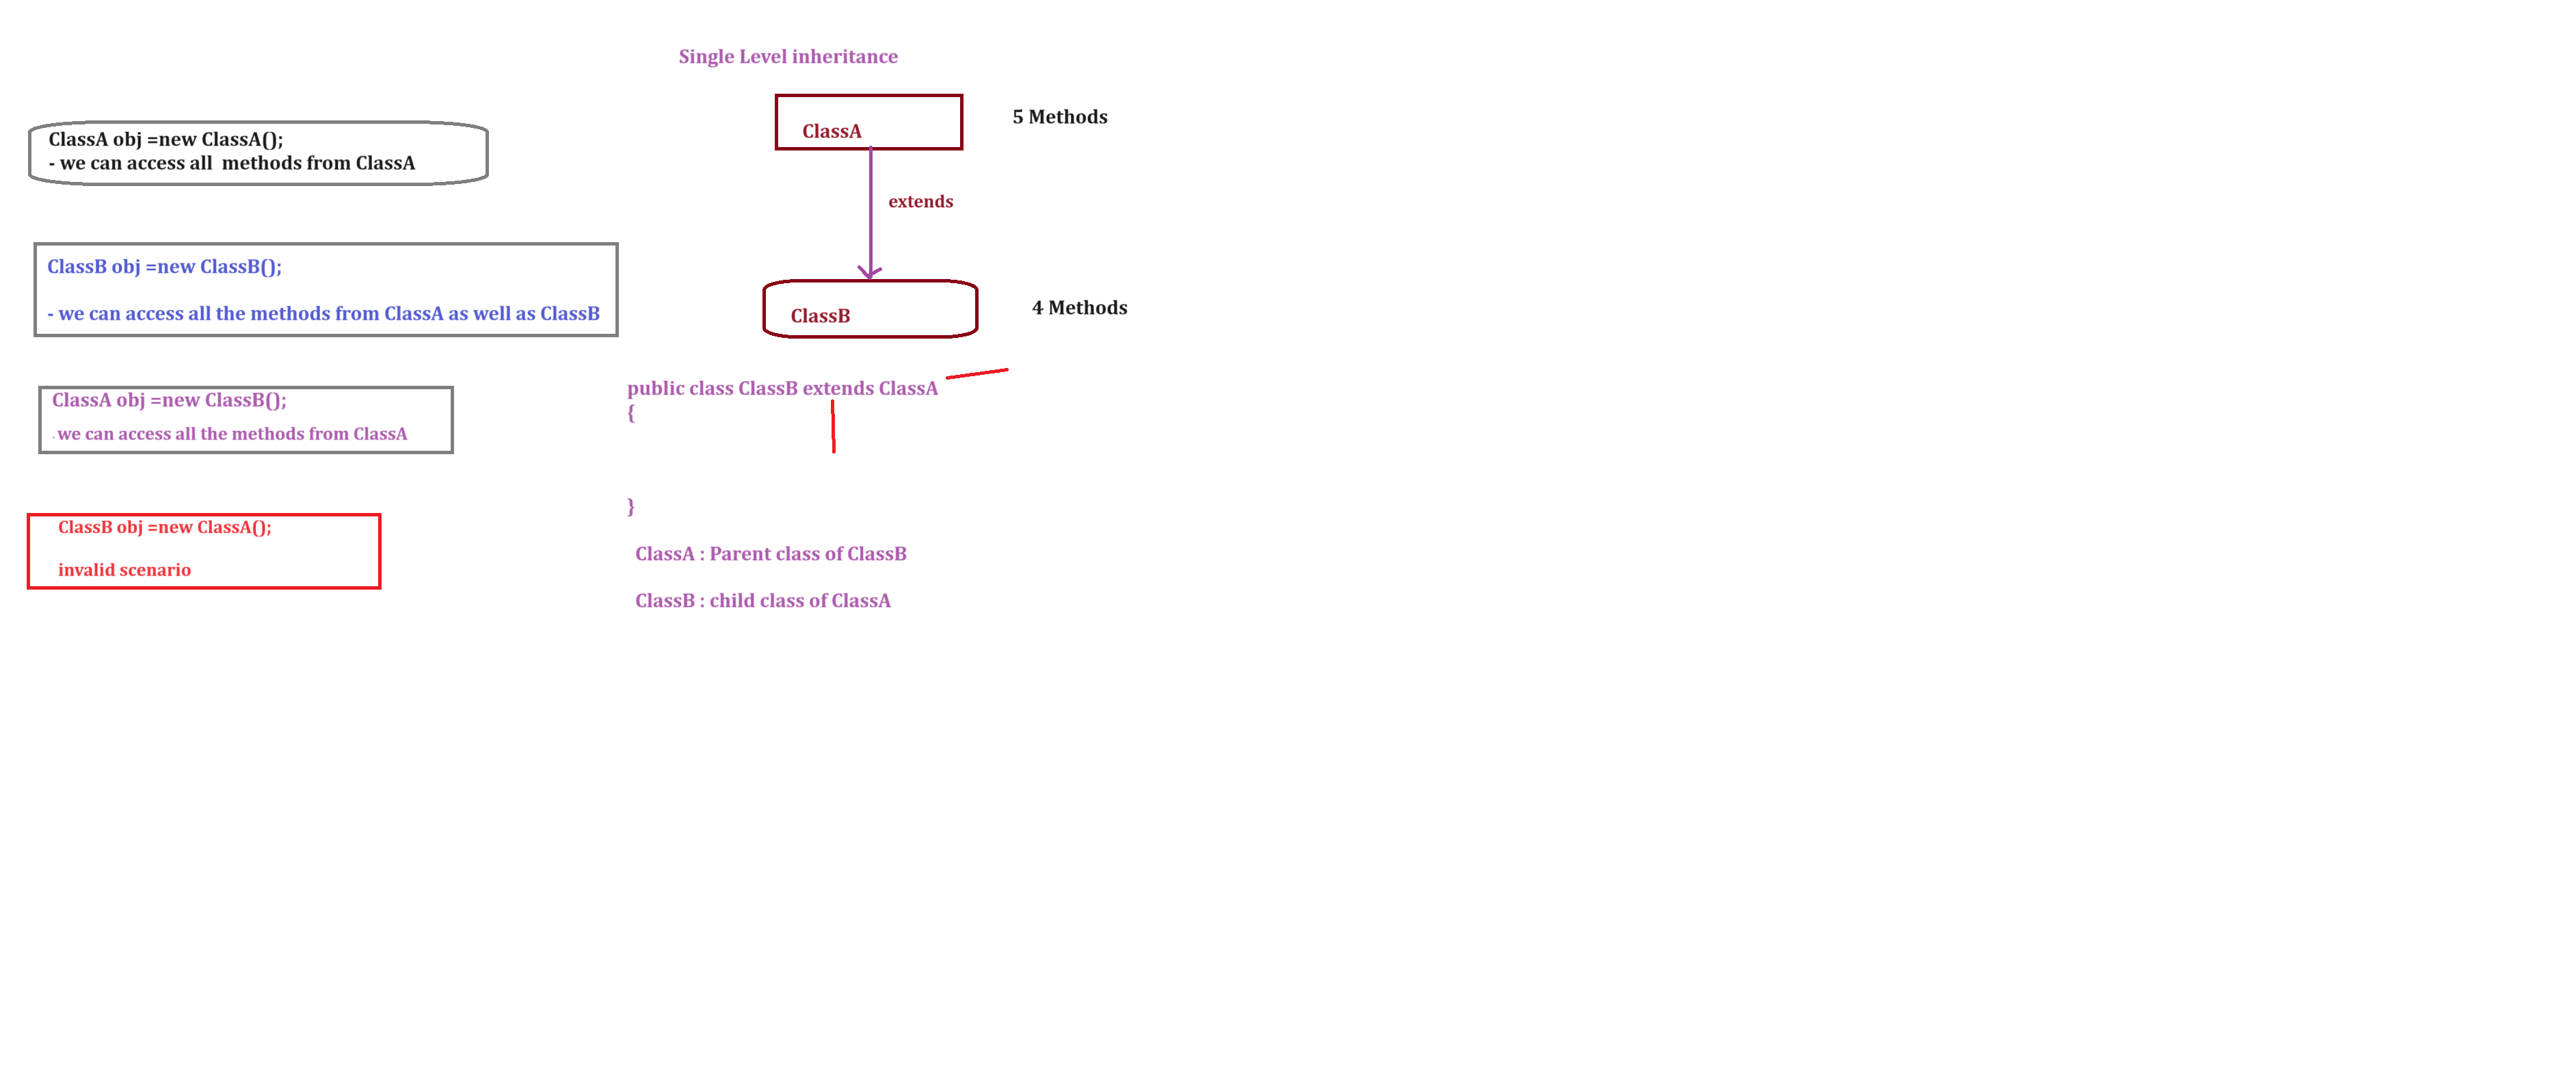 Single Level inheritance
ClassA
5 Methods
extends
ClassB
4 Methods
ClassA obj =new ClassA();
- we can access all  methods from ClassA
ClassB obj =new ClassB();
- we can access all the methods from ClassA as well as ClassB
ClassA obj =new ClassB();
- we can access all the methods from ClassA
ClassB obj =new ClassA();
invalid scenario
public class ClassB extends ClassA
{
}
ClassA : Parent class of ClassB
ClassB : child class of ClassA